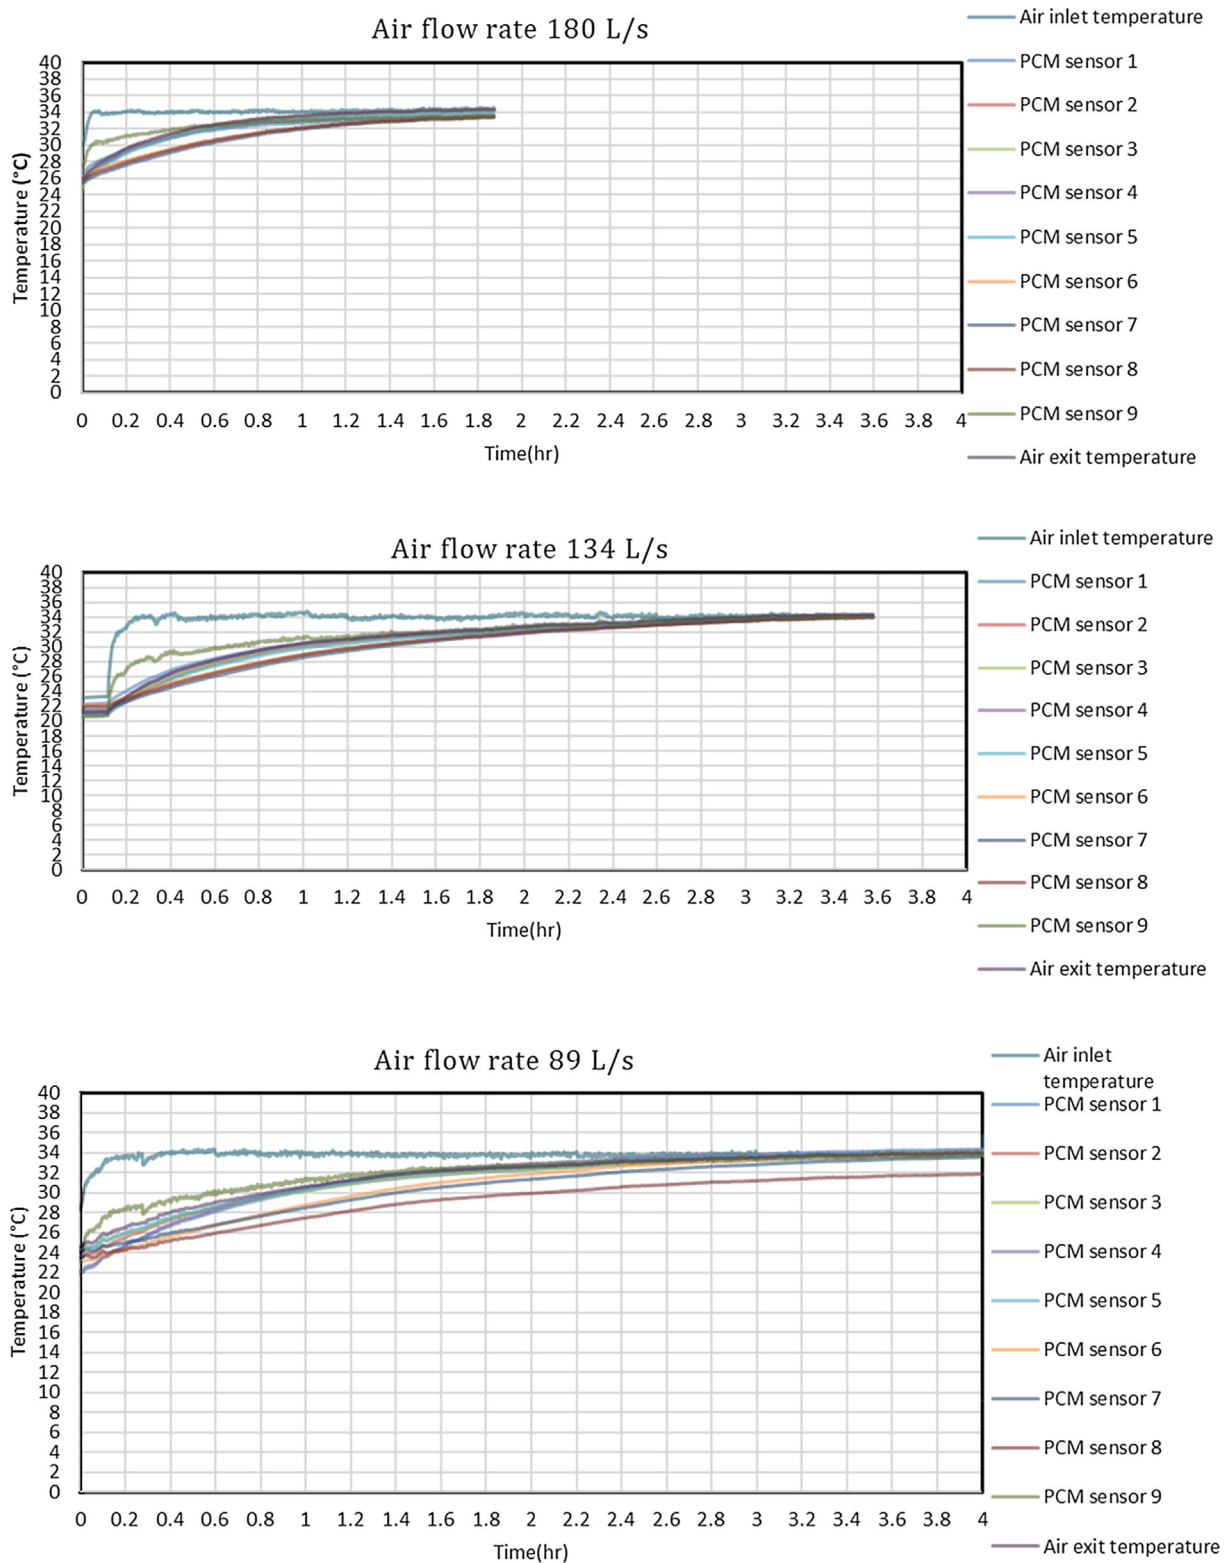 Air flow rate 180 L/s
Temperature (°C)
40
38
36
34
32
30
28
26
24
22
20
18
16
14
12
10
8
6
4
2
0
0 0.2 0.4 0.6 0.8 1 1.2 1.4 1.6 1.8 2 2.2 2.4 2.6 2.8 3 3.2 3.4 3.6 3.8 4
Time(hr)
Air inlet temperature
PCM sensor 1
PCM sensor 2
PCM sensor 3
PCM sensor 4
PCM sensor 5
PCM sensor 6
PCM sensor 7
PCM sensor 8
PCM sensor 9
Air exit temperature
Air flow rate 134 L/s
Temperature (°C)
40
38
36
34
32
30
28
26
24
22
20
18
16
14
12
10
8
6
4
2
0
0 0.2 0.4 0.6 0.8 1 1.2 1.4 1.6 1.8 2 2.2 2.4 2.6 2.8 3 3.2 3.4 3.6 3.8 4
Time(hr)
Air inlet temperature
PCM sensor 1
PCM sensor 2
PCM sensor 3
PCM sensor 4
PCM sensor 5
PCM sensor 6
PCM sensor 7
PCM sensor 8
PCM sensor 9
Air exit temperature
Air flow rate 89 L/s
Temperature (°C)
40
38
36
34
32
30
28
26
24
22
20
18
16
14
12
10
8
6
4
2
0
0 0.2 0.4 0.6 0.8 1 1.2 1.4 1.6 1.8 2 2.2 2.4 2.6 2.8 3 3.2 3.4 3.6 3.8 4
Time(hr)
Air inlet
temperature
PCM sensor 1
PCM sensor 2
PCM sensor 3
PCM sensor 4
PCM sensor 5
PCM sensor 6
PCM sensor 7
PCM sensor 8
PCM sensor 9
Air exit temperature